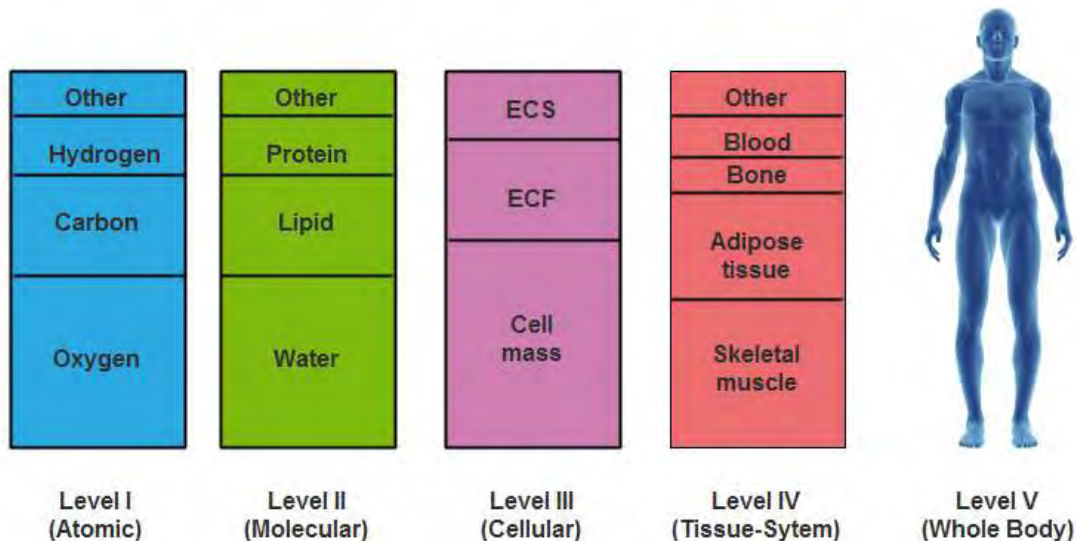 Other
Hydrogen
Carbon
Oxygen
Level I
(Atomic)
Other
Protein
Lipid
Water
Level II
(Molecular)
ECS
ECF
Cell
mass
Level III
(Cellular)
Other
Blood
Bone
Adipose
tissue
Skeletal
muscle
Level IV
(Tissue-Sytem)
Level V
(Whole Body)